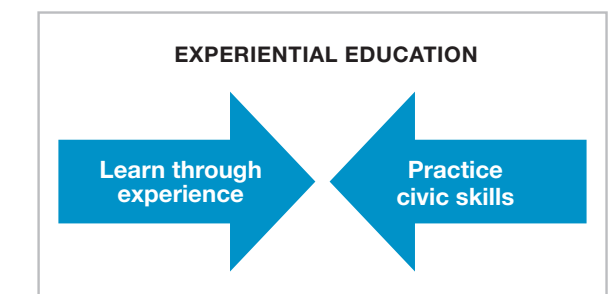 EXPERIENTIAL EDUCATION
Learn through
experience
Practice
civic skills